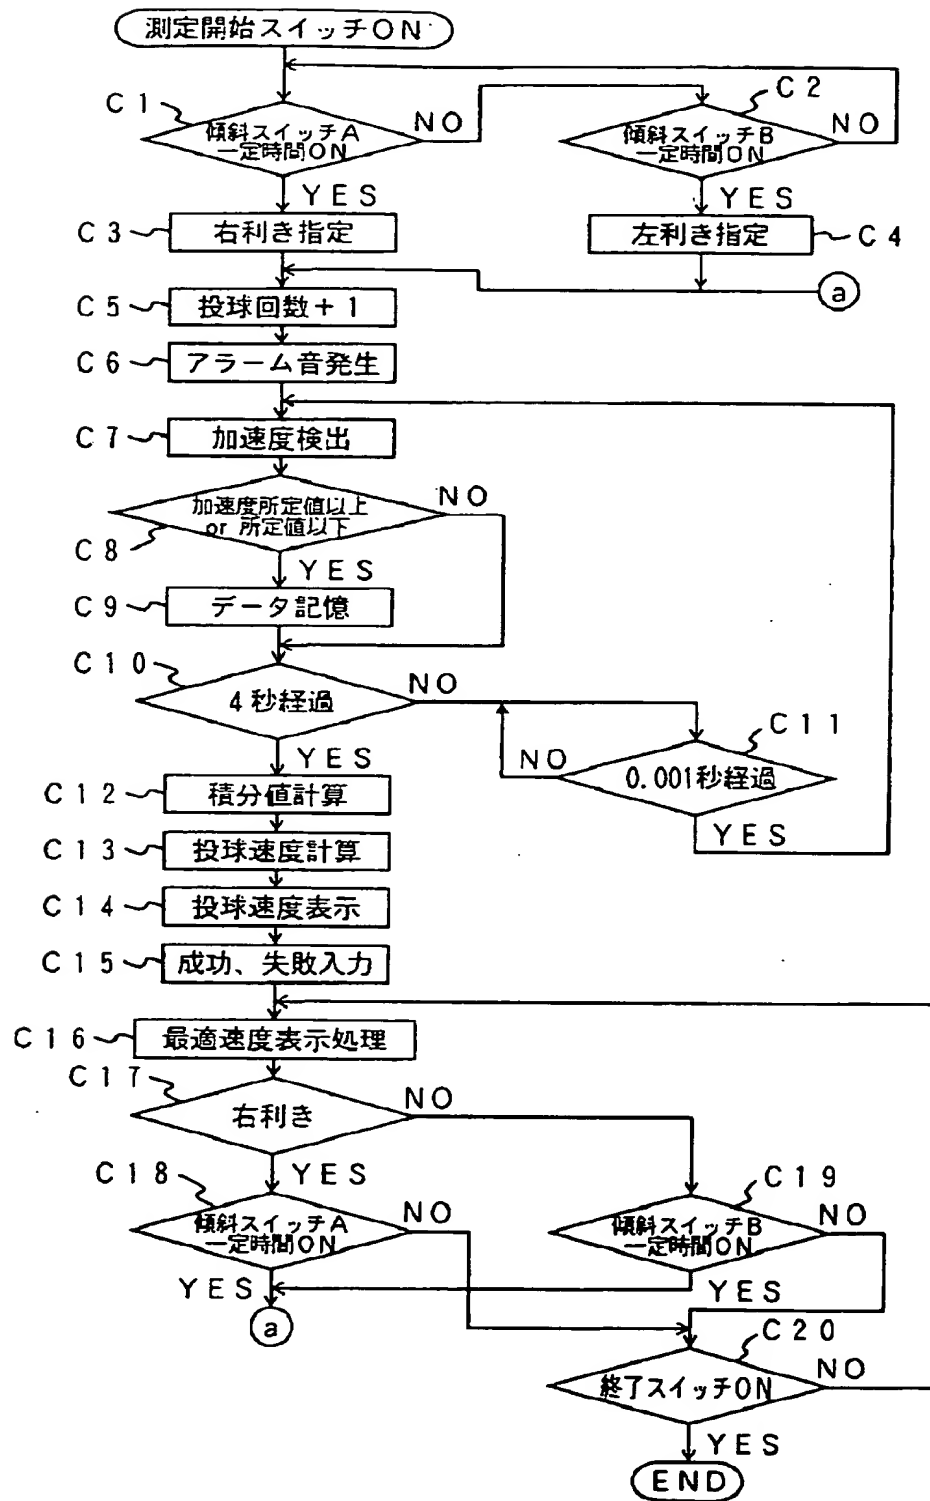 測定開始スイッチON
C1
傾斜スイッチA
一定時間ON
NO
YES
C2
傾斜スイッチB
一定時間ON
NO
YES
C3
右利き指定
左利き指定
C4
a
C5
投球回数+1
C6
アラーム音発生
C7
加速度検出
C8
加速度所定値以上
or 所定値以下
NO
YES
C9
データ記憶
C10
4秒経過
NO
YES
C11
0.001秒経過
NO
YES
C12
積分値計算
C13
投球速度計算
C14
投球速度表示
C15
成功、失敗入力
C16
最適速度表示処理
C17
右利き
NO
YES
C18
傾斜スイッチA
一定時間ON
NO
YES
C19
傾斜スイッチB
一定時間ON
NO
YES
a
C20
終了スイッチON
NO
YES
END